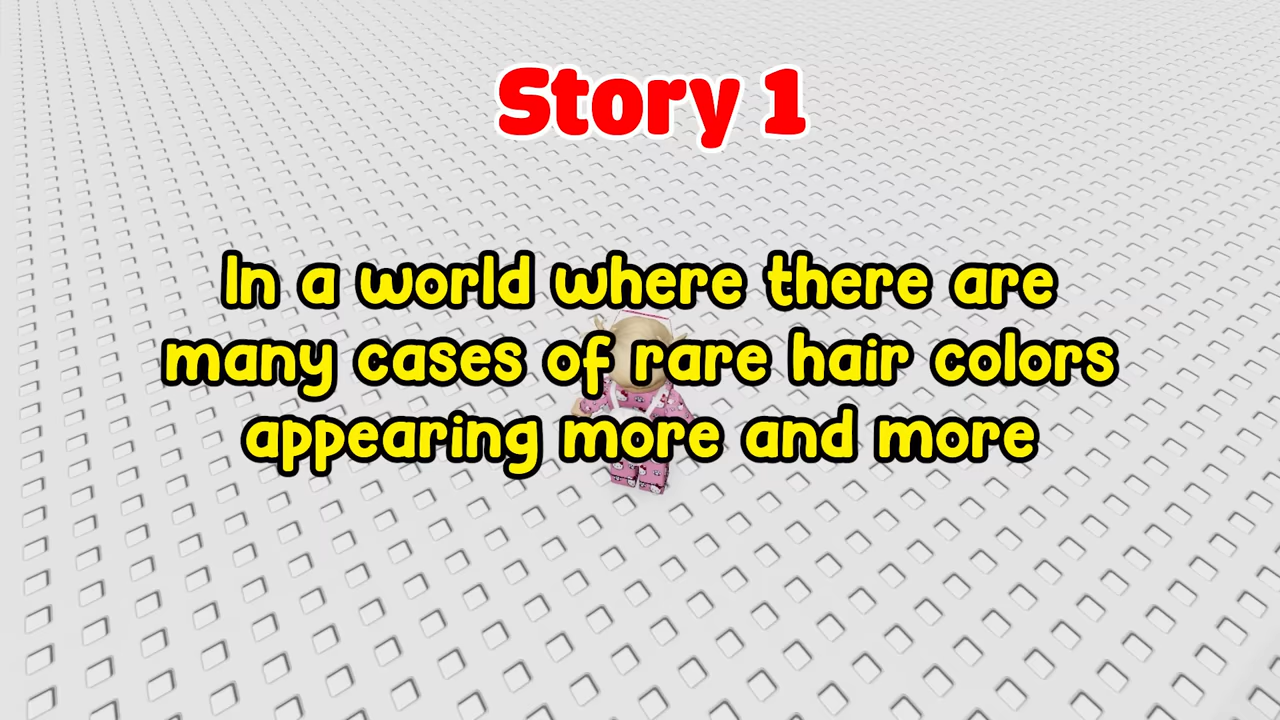 Story 1
In a world where there are
many cases of rare hair colors
appearing more and more